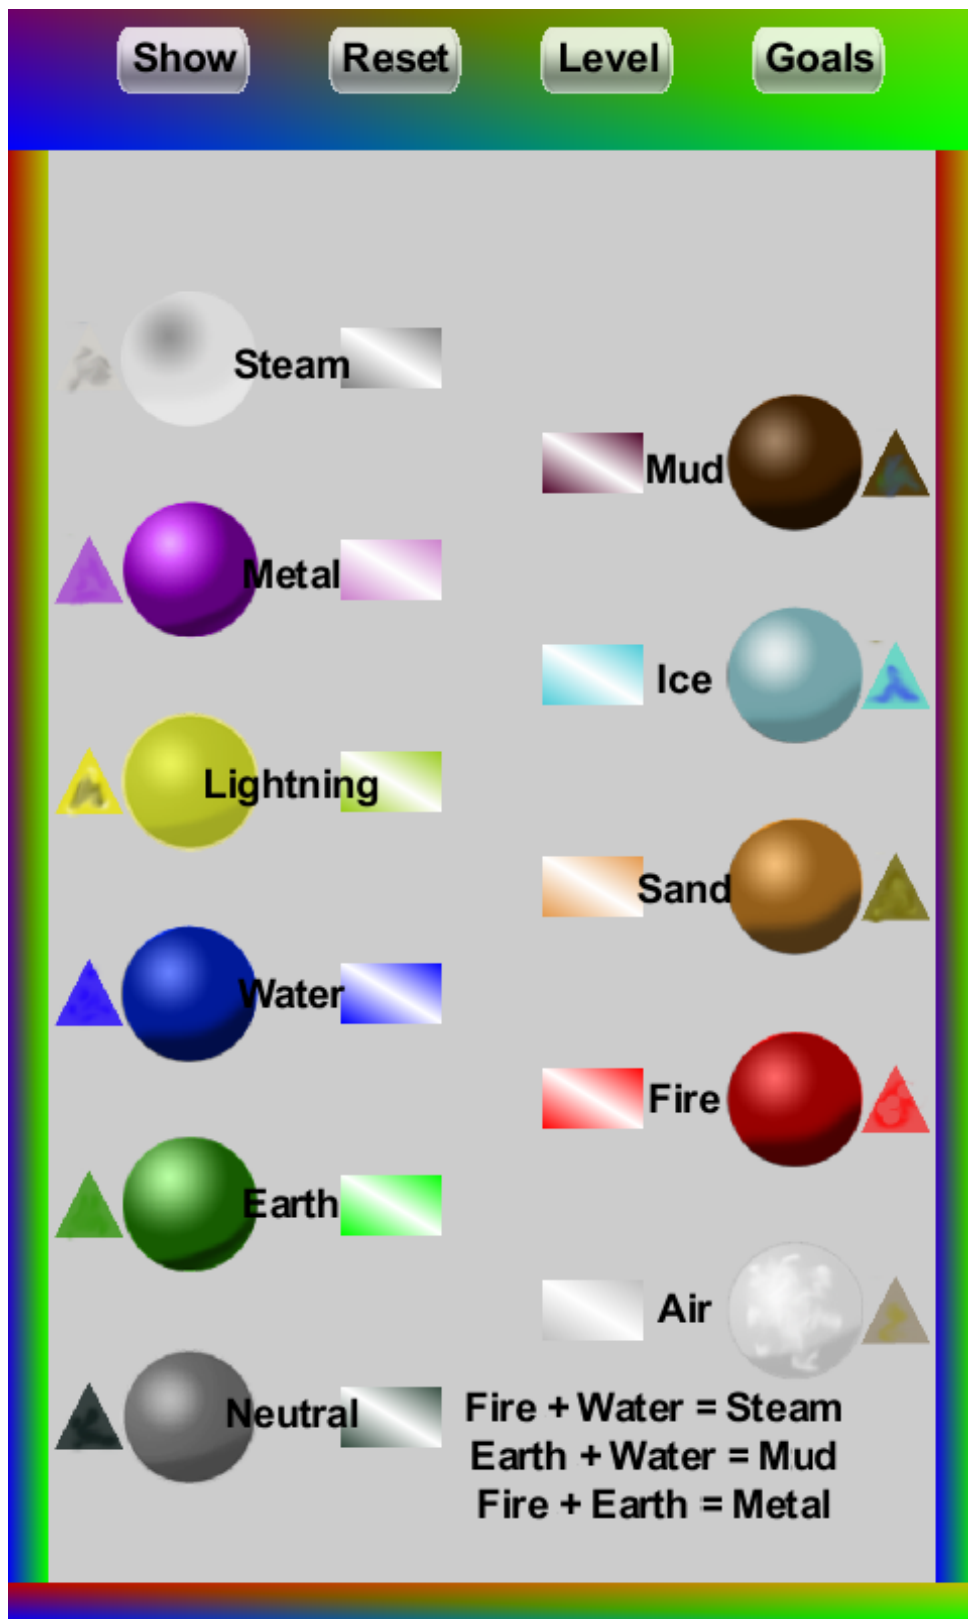 Show Reset Level Goals
Steam
Mud
Metal
Ice
Lightning
Sand
Water
Fire
Earth
Air
Neutral
Fire + Water = Steam
Earth + Water = Mud
Fire + Earth = Metal